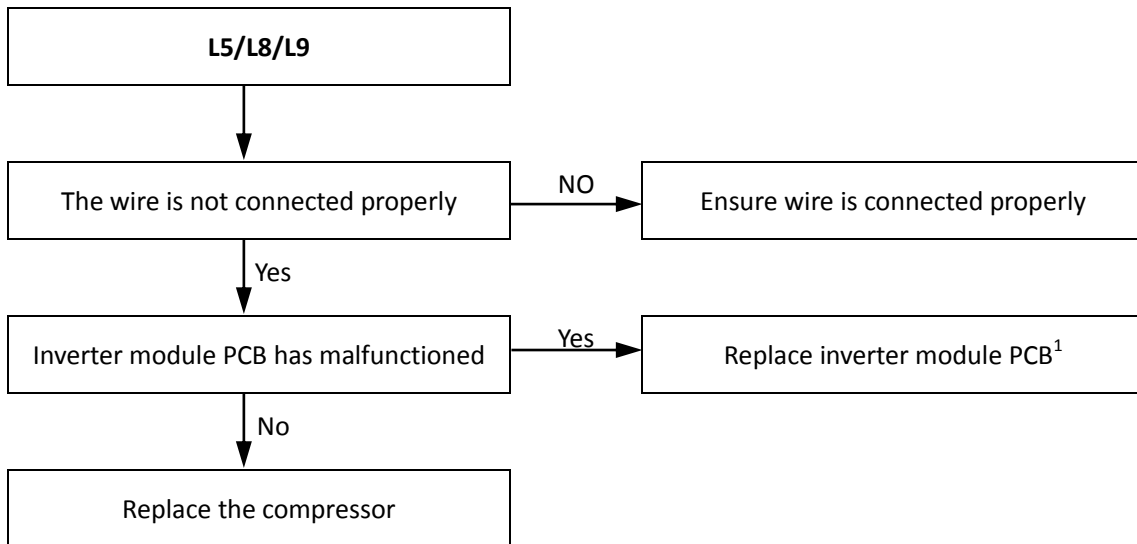 L5/L8/L9
The wire is not connected properly
NO
Ensure wire is connected properly
Yes
Inverter module PCB has malfunctioned
Yes
Replace inverter module PCB¹
No
Replace the compressor